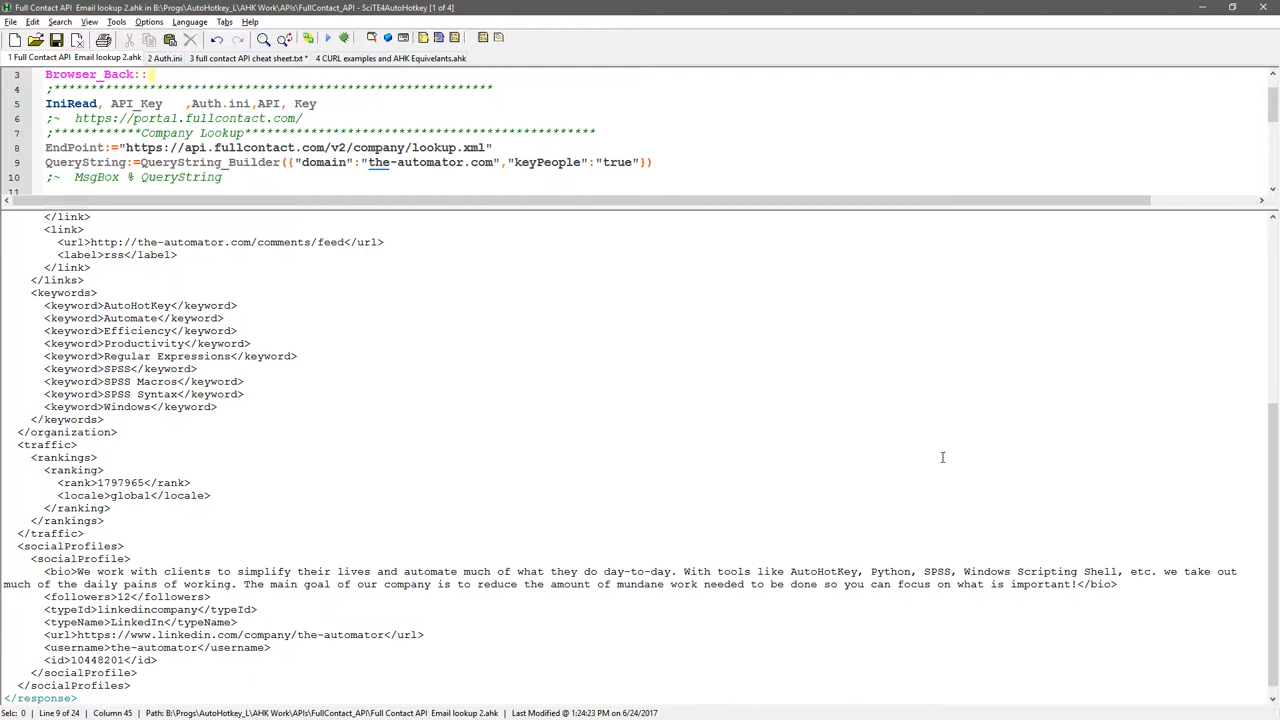 Full Contact API Email lookup 2.ahk in B:\Progs\AutoHotkey_L\AHK Work\APIs\FullContact_API - SciTE4AutoHotkey [1 of 4]
File Edit Search View Tools Options Language Tabs Help
1 Full Contact API Email lookup 2.ahk 2 Auth.ini 3 full contact API cheat sheet.txt * 4 CURL examples and AHK Equivelants.ahk
3 Browser_Back::
4 ;************************************************************
5 IniRead, API_Key ,Auth.ini,API, Key
6 ;~ https://portal.fullcontact.com/
7 ;************Company Lookup************************************************
8 EndPoint:="https://api.fullcontact.com/v2/company/lookup.xml"
9 QueryString:=QueryString_Builder({"domain":"the-automator.com","keyPeople":"true"})
10 ;~ MsgBox % QueryString
11
</link>
<link>
<url>http://the-automator.com/comments/feed</url>
<label>rss</label>
</link>
</links>
<keywords>
<keyword>AutoHotKey</keyword>
<keyword>Automate</keyword>
<keyword>Efficiency</keyword>
<keyword>Productivity</keyword>
<keyword>Regular Expressions</keyword>
<keyword>SPSS</keyword>
<keyword>SPSS Macros</keyword>
<keyword>SPSS Syntax</keyword>
<keyword>Windows</keyword>
</keywords>
</organization>
<traffic>
<rankings>
<ranking>
<rank>1797965</rank>
<locale>global</locale>
</ranking>
</rankings>
</traffic>
<socialProfiles>
<socialProfile>
<bio>We work with clients to simplify their lives and automate much of what they do day-to-day. With tools like AutoHotKey, Python, SPSS, Windows Scripting Shell, etc. we take out
much of the daily pains of working. The main goal of our company is to reduce the amount of mundane work needed to be done so you can focus on what is important!</bio>
<followers>12</followers>
<typeId>linkedincompany</typeId>
<typeName>LinkedIn</typeName>
<url>https://www.linkedin.com/company/the-automator</url>
<username>the-automator</username>
<id>10448201</id>
</socialProfile>
</socialProfiles>
</response>
Selc: 0 | Line 9 of 24 | Column 45 | Path: B:\Progs\AutoHotkey_L\AHK Work\APIs\FullContact_API\Full Contact API Email lookup 2.ahk | Last Modified @ 1:24:23 PM on 6/24/2017